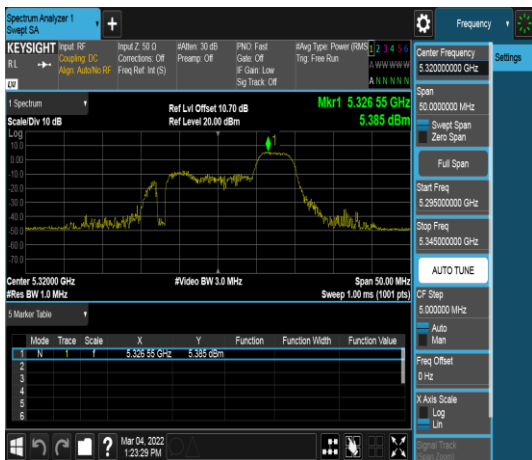 Spectrum Analyzer 1
Swept SA
+
Frequency
KEYSIGHT
RL
Input: RF
Coupling: DC
Align: Auto/No RF
Input Z: 50 Ω
Corrections: Off
Freq Ref: Int (S)
#Atten: 30 dB
Preamp: Off
PNO: Fast
Gate: Off
IF Gain: Low
Sig Track: Off
#Avg Type: Power (RMS
Trig: Free Run
1 2 3 4 5 6
A W W W W W
A N N N N N
1 Spectrum
Scale/Div 10 dB
Ref Lvl Offset 10.70 dB
Ref Level 20.00 dBm
Mkr1 5.326 55 GHz
5.385 dBm
Log
10.0
0.00
-10.0
-20.0
-30.0
-40.0
-50.0
-60.0
-70.0
1
Center 5.32000 GHz
#Res BW 1.0 MHz
#Video BW 3.0 MHz
Span 50.00 MHz
Sweep 1.00 ms (1001 pts)
5 Marker Table
Mode Trace Scale X Y Function Function Width Function Value
1 N 1 f 5.326 55 GHz 5.385 dBm
2
3
4
5
6
Mar 04, 2022
1:23:29 PM
?
Center Frequency
5.320000000 GHz
Settings
Span
50.0000000 MHz
Swept Span
Zero Span
Full Span
Start Freq
5.295000000 GHz
Stop Freq
5.345000000 GHz
AUTO TUNE
CF Step
5.000000 MHz
Auto
Man
Freq Offset
0 Hz
X Axis Scale
Log
Lin
Signal Track
(Span Zoom)